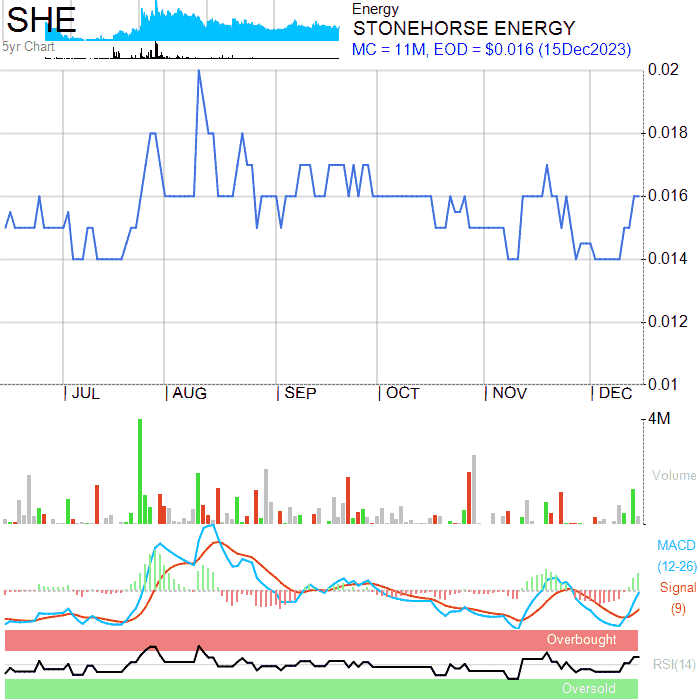 SHE
5yr Chart
Energy
STONEHORSE ENERGY
MC = 11M, EOD = $0.016 (15Dec2023)
0.02
0.018
0.016
0.014
0.012
0.01
JUL AUG SEP OCT NOV DEC
4M
Volume
MACD
(12-26)
Signal
(9)
Overbought
RSI(14)
Oversold